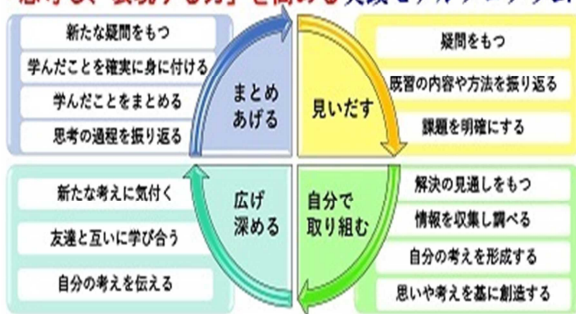 新たな疑問をもつ
学んだことを確実に身に付ける
学んだことをまとめる
思考の過程を振り返る
まとめ
あげる
見いだす
疑問をもつ
既習の内容や方法を振り返る
課題を明確にする
新たな考えに気付く
友達と互いに学び合う
自分の考えを伝える
広げ
深める
自分で
取り組む
解決の見通しをもつ
情報を収集し調べる
自分の考えを形成する
思いや考えを基に創造する